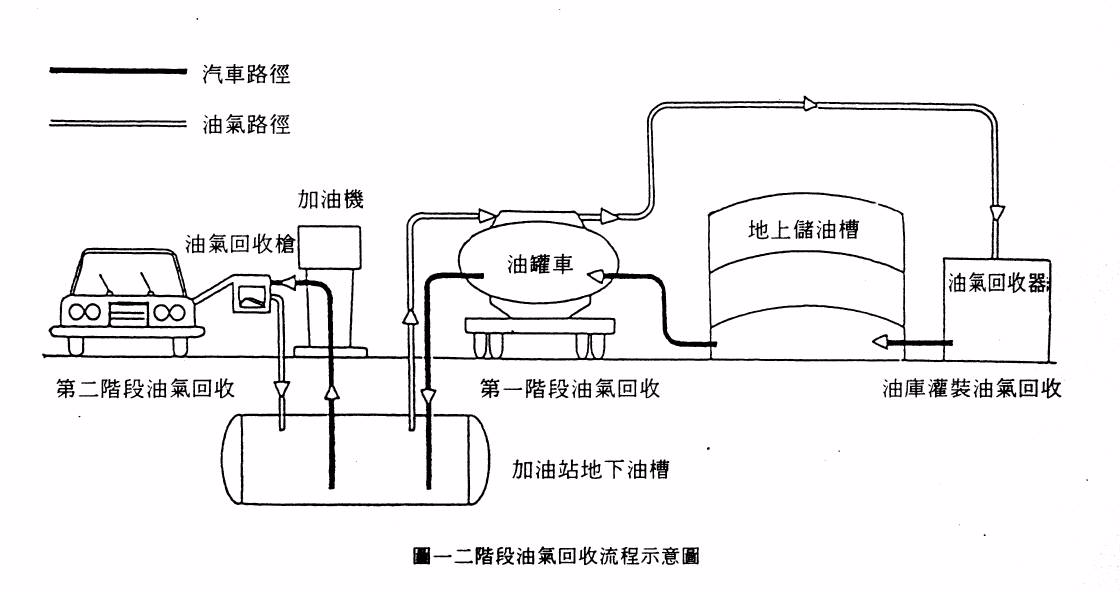 汽車路徑
油氣路徑
加油機
油氣回收槍
油罐車
地上儲油槽
油氣回收器
第二階段油氣回收
第一階段油氣回收
油庫灌裝油氣回收
加油站地下油槽
圖一二階段油氣回收流程示意圖